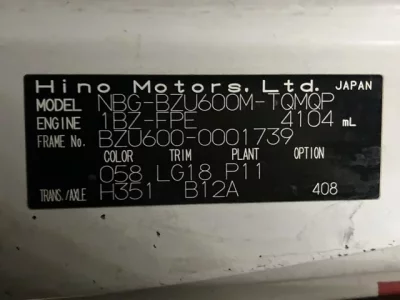 Hino Motors, Ltd. JAPAN
MODEL NBG-BZU600M-TQMQP
ENGINE 1BZ-FPE 4104 mL
FRAME No. BZU600-0001739
COLOR TRIM PLANT OPTION
058 LG18 P11
TRANS./AXLE H351 B12A 408